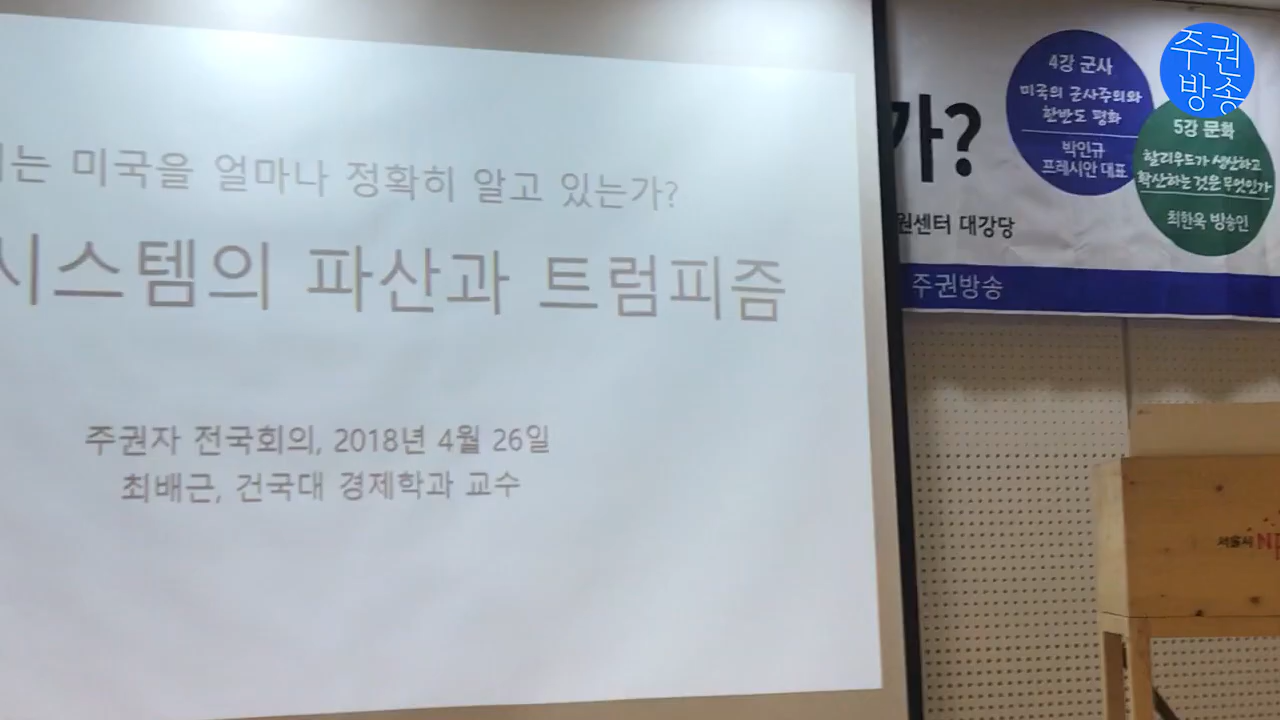 는 미국을 얼마나 정확히 알고 있는가?
시스템의 파산과 트럼피즘
주권자 전국회의, 2018년 4월 26일
최배근, 건국대 경제학과 교수
가?
원센터 대강당
주권방송
4강 군사
미국의 군사주의와
한반도 평화
박인규
프레시안 대표
5강 문화
할리우드가 생산하고
확산하는 것은 무엇인가
최한욱 방송인
주권
방송
서울시